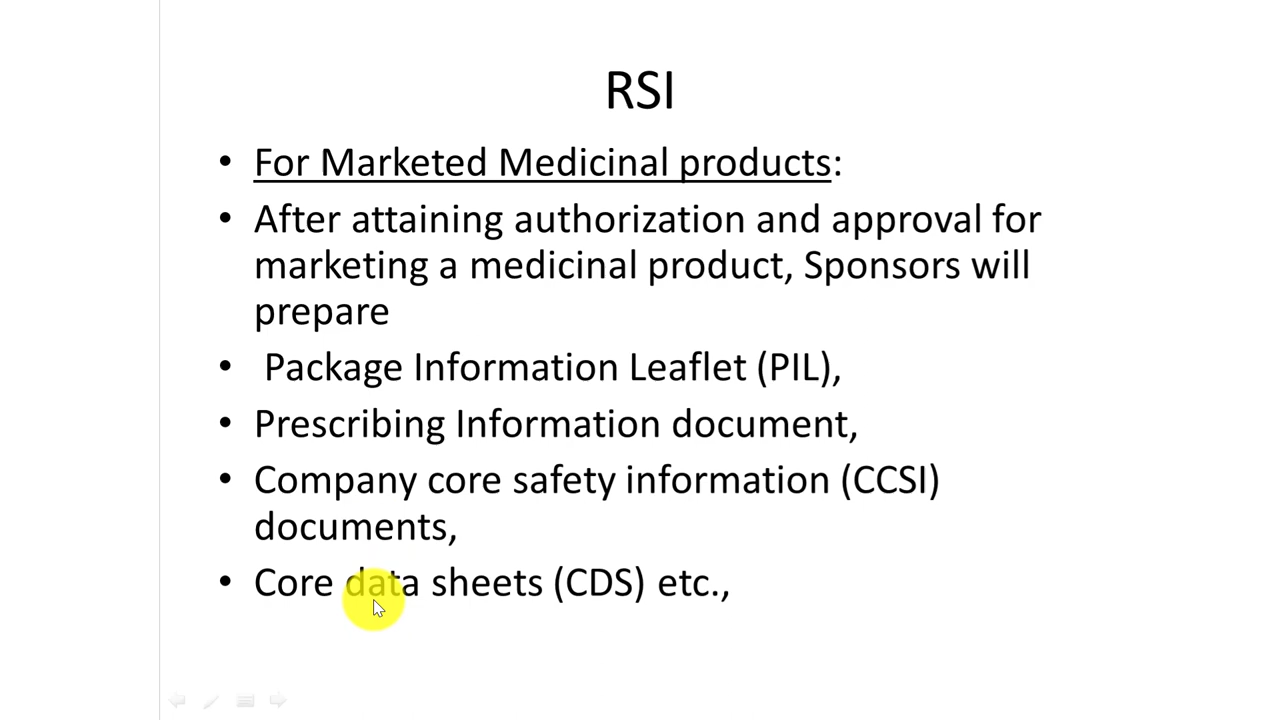 RSI
• For Marketed Medicinal products:
• After attaining authorization and approval for
marketing a medicinal product, Sponsors will
prepare
• Package Information Leaflet (PIL),
• Prescribing Information document,
• Company core safety information (CCSI)
documents,
• Core data sheets (CDS) etc.,